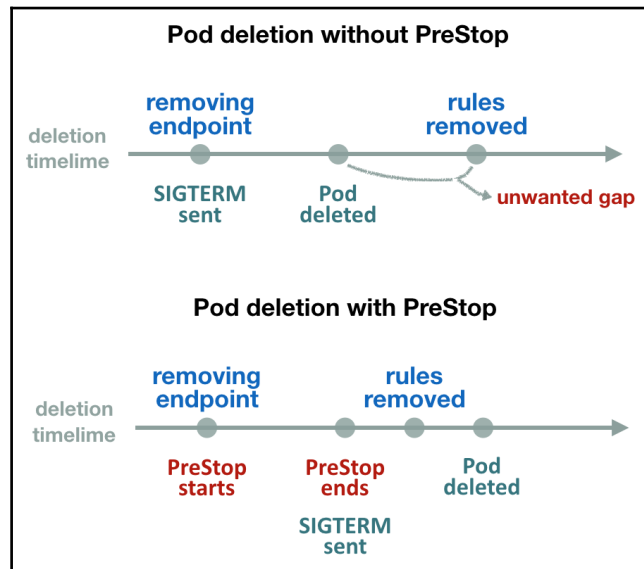 Pod deletion without PreStop
removing
endpoint
rules
removed
deletion
timelime
SIGTERM
sent
Pod
deleted
unwanted gap
Pod deletion with PreStop
removing
endpoint
rules
removed
deletion
timelime
PreStop
starts
PreStop
ends
Pod
deleted
SIGTERM
sent